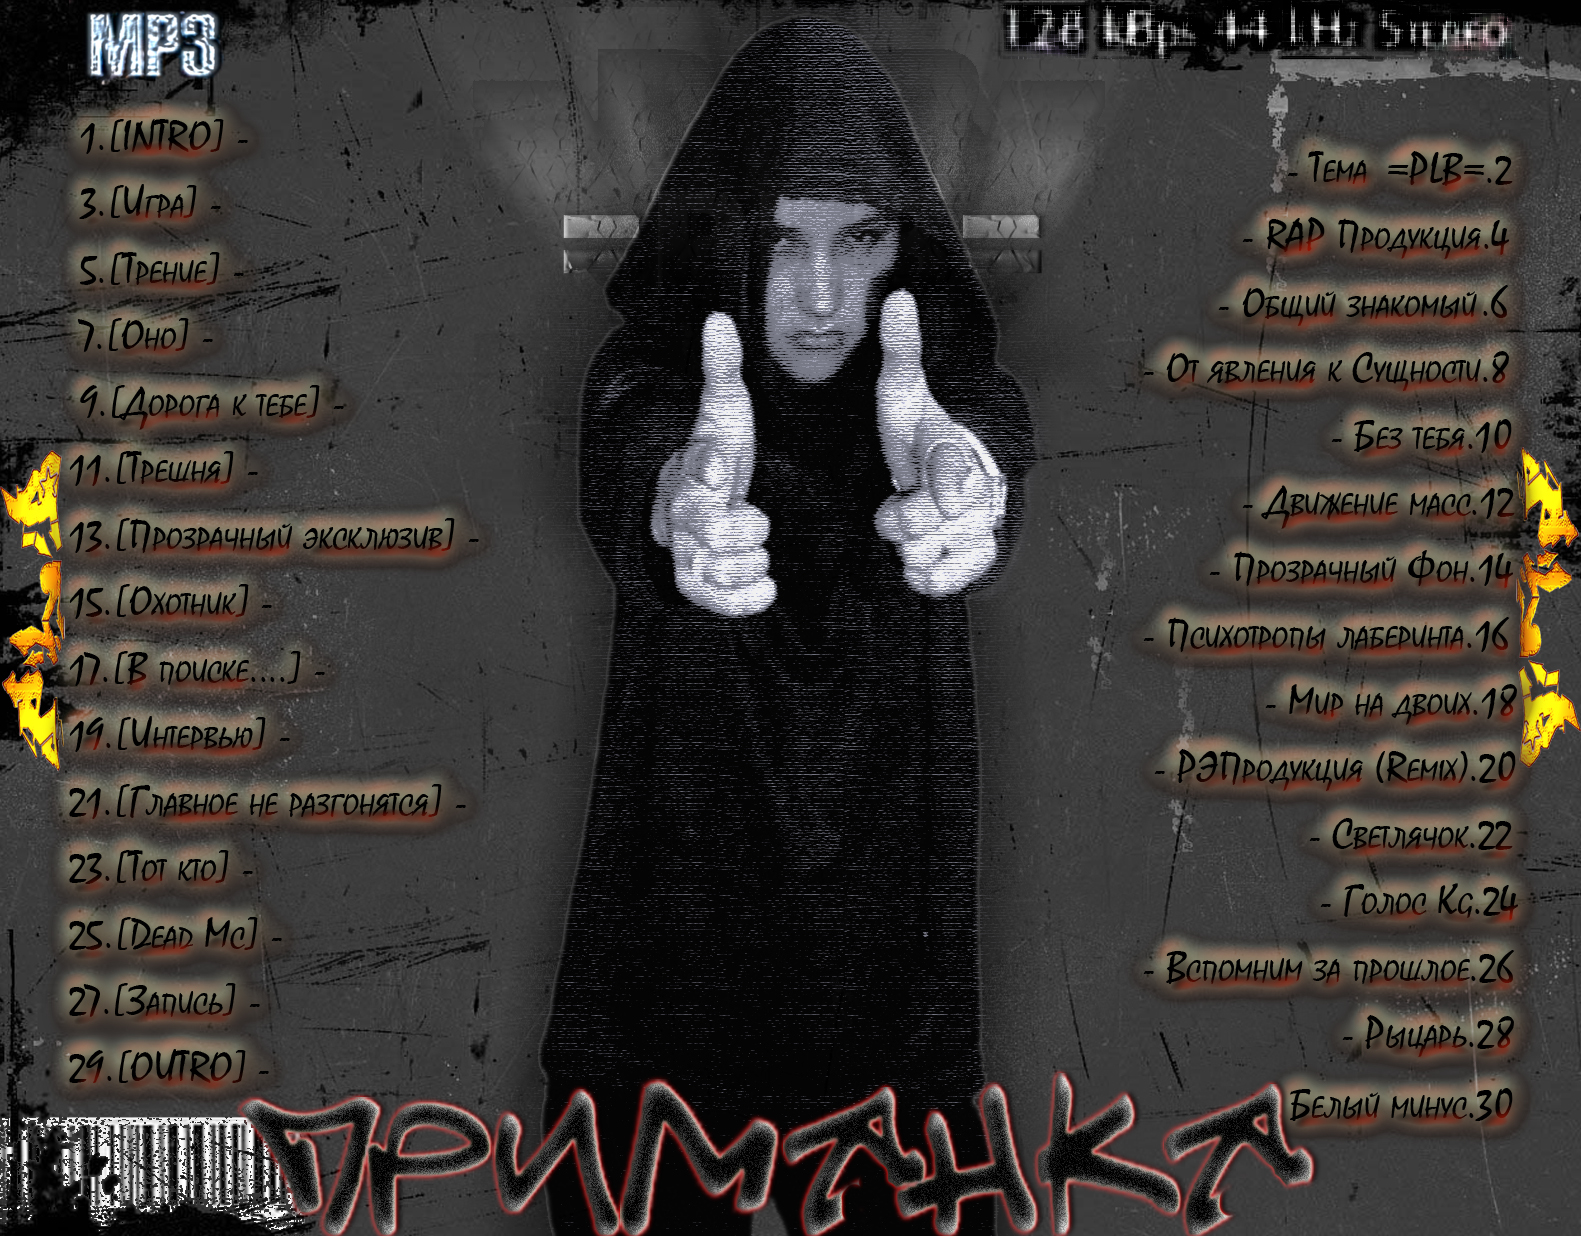 MP3
128 kBps 44 kHz Stereo
1.[INTRO] -
- Тема =PLB=.2
3.[Игра] -
- RAP Продукция.4
5.[Трение] -
- Общий знакомый.6
7.[Оно] -
- От явления к Сущности.8
9.[Дорога к тебе] -
- Без тебя.10
11.[Трешня] -
- Движение масс.12
13.[Прозрачный эксклюзив] -
- Прозрачный Фон.14
15.[Охотник] -
- Психотропы лаберинта.16
17.[В поиске....] -
- Мир на двоих.18
19.[Интервью] -
- РЭПродукция (Remix).20
21.[Главное не разгонятся] -
- Светлячок.22
23.[Тот кто] -
- Голос Kg.24
25.[Dead Mc] -
- Вспомним за прошлое.26
27.[Запись] -
- Рыцарь.28
29.[OUTRO] -
Белый минус.30
ПРИМАНКА